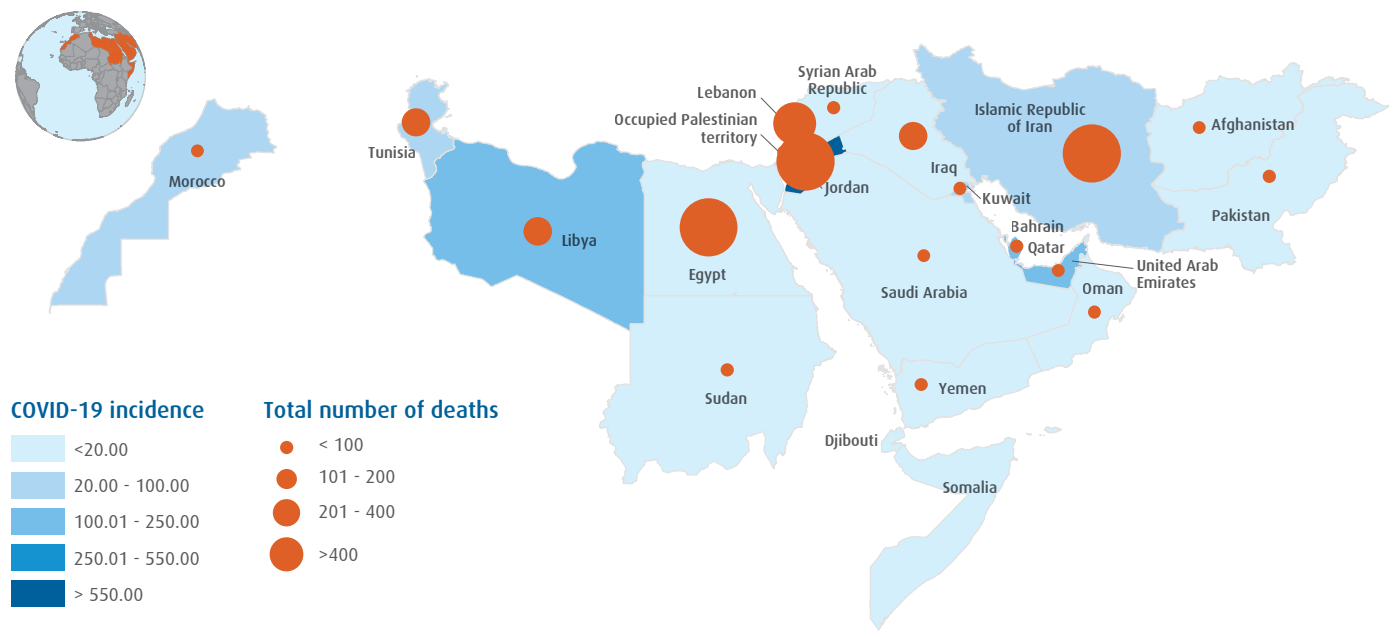 Syrian Arab
Republic
Lebanon
Occupied Palestinian
territory
Islamic Republic
of Iran
Afghanistan
Tunisia
Iraq
Morocco
Jordan
Kuwait
Pakistan
Bahrain
Libya
Qatar
Egypt
United Arab
Emirates
Saudi Arabia
Oman
Yemen
Sudan
Djibouti
Somalia
COVID-19 incidence
<20.00
20.00 - 100.00
100.01 - 250.00
250.01 - 550.00
> 550.00
Total number of deaths
< 100
101 - 200
201 - 400
>400